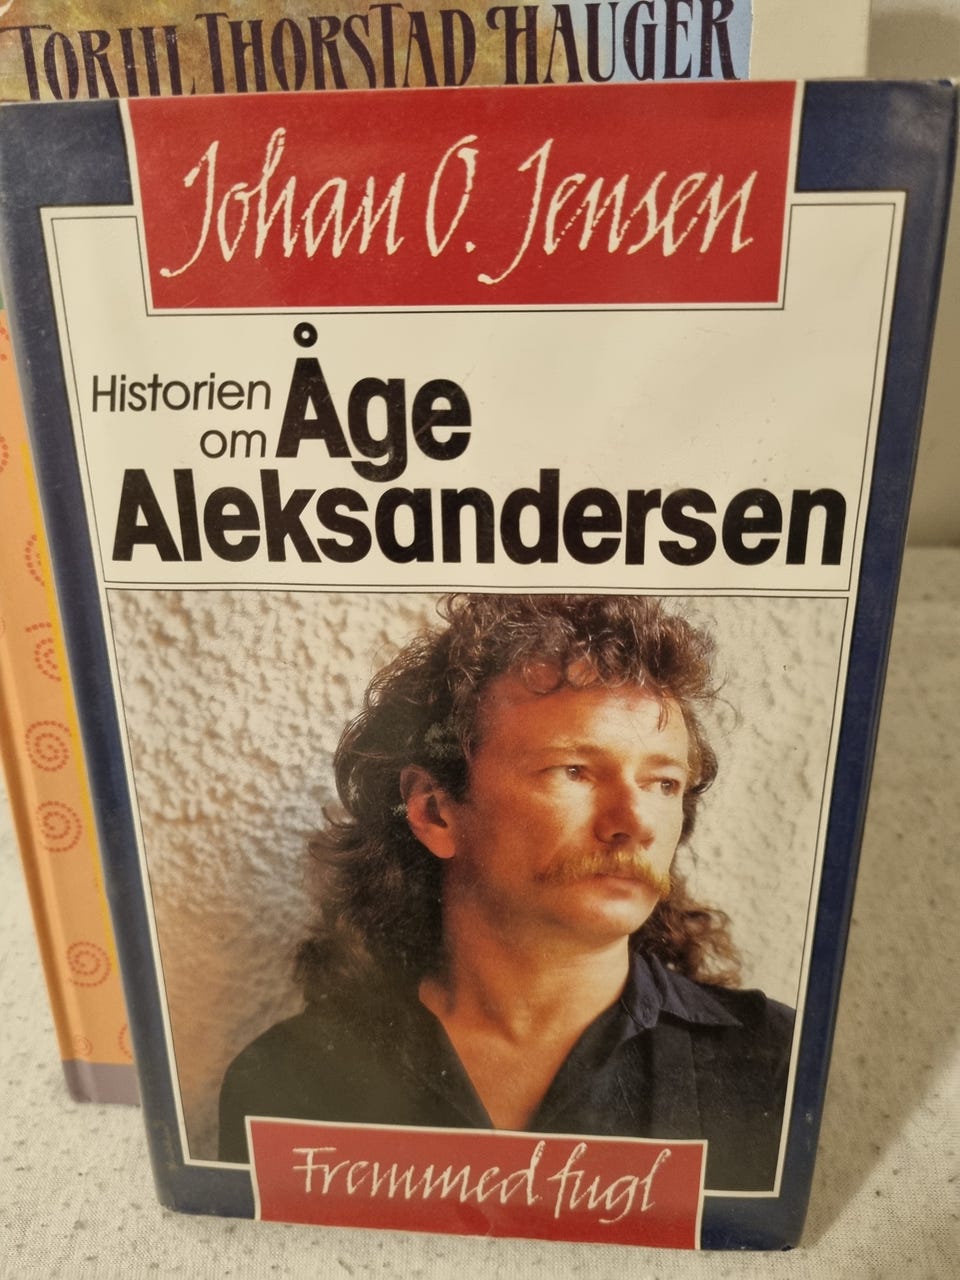 TORILL THORSTAD HAUGER
Johan O. Jensen
Historien
om Åge
Aleksandersen
Fremmed fugl